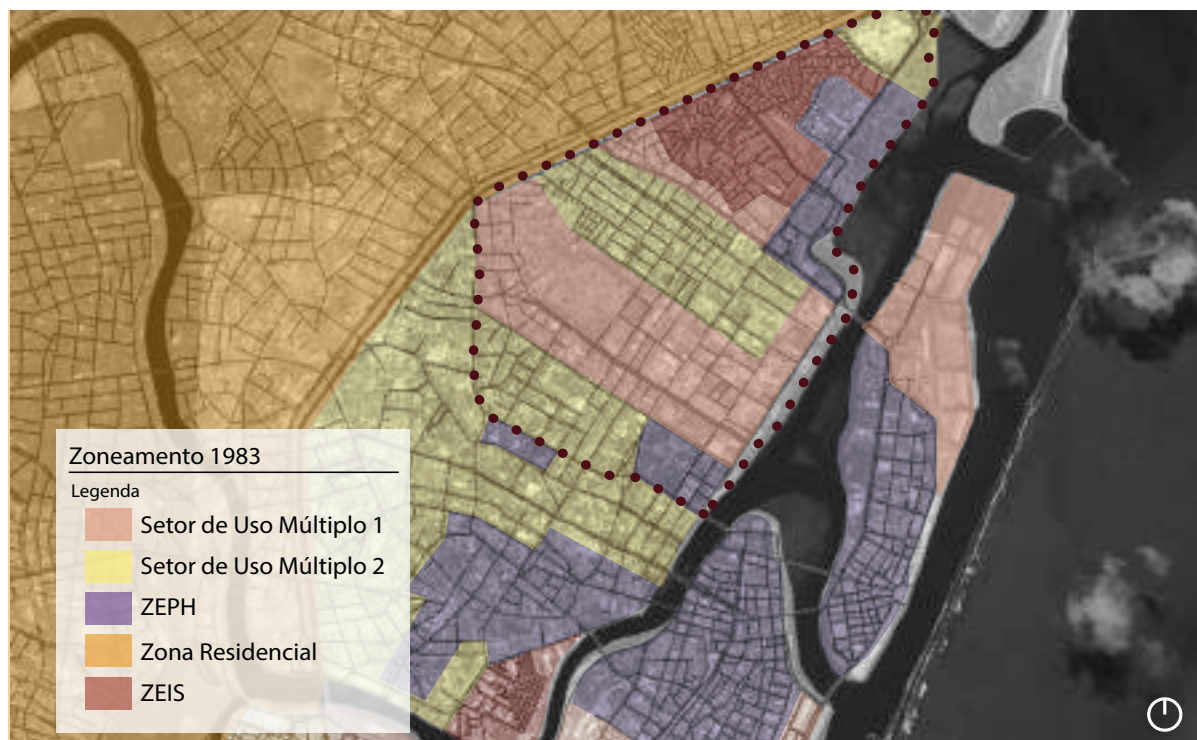 Zoneamento 1983
Legenda
Setor de Uso Múltiplo 1
Setor de Uso Múltiplo 2
ZEPH
Zona Residencial
ZEIS